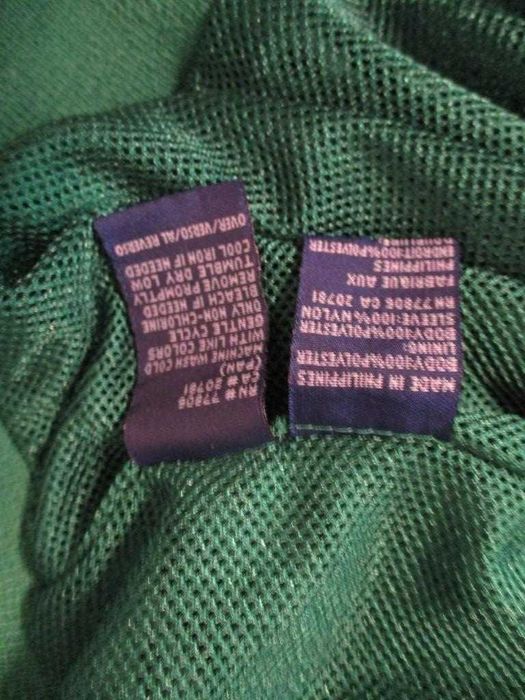 MADE IN PHILIPPINES
BODY:100%POLYESTER
LINING:
BODY:100%POLYESTER
SLEEVE:100%NYLON
RN 77806 CA 20781
FABRIQUE AUX
PHILIPPINES
ENDROIT:100%POLYESTER
RN# 77806
CA# 20781
(PAN)
MACHINE WASH COLD
WITH LIKE COLORS
GENTLE CYCLE
ONLY NON-CHLORINE
BLEACH IF NEEDED
REMOVE PROMPTLY
TUMBLE DRY LOW
COOL IRON IF NEEDED
OVER/VERSO/AL REVERSO